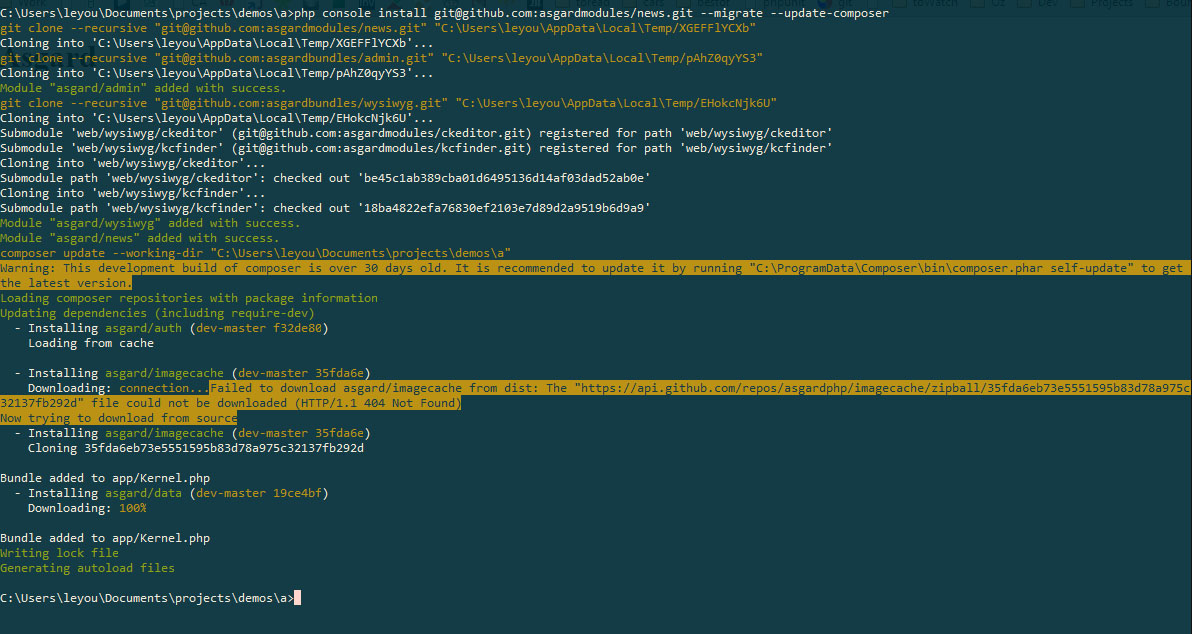 C:\Users\leyou\Documents\projects\demos\a>php console install git@github.com:asgardmodules/news.git --migrate --update-composer
git clone --recursive "git@github.com:asgardmodules/news.git" "C:\Users\leyou\AppData\Local\Temp/XGEFFlYCXb"
Cloning into 'C:\Users\leyou\AppData\Local\Temp/XGEFFlYCXb'...
git clone --recursive "git@github.com:asgardbundles/admin.git" "C:\Users\leyou\AppData\Local\Temp/pAhZ0qyYS3"
Cloning into 'C:\Users\leyou\AppData\Local\Temp/pAhZ0qyYS3'...
Module "asgard/admin" added with success.
git clone --recursive "git@github.com:asgardbundles/wysiwyg.git" "C:\Users\leyou\AppData\Local\Temp/EHokcNjk6U"
Cloning into 'C:\Users\leyou\AppData\Local\Temp/EHokcNjk6U'...
Submodule 'web/wysiwyg/ckeditor' (git@github.com:asgardmodules/ckeditor.git) registered for path 'web/wysiwyg/ckeditor'
Submodule 'web/wysiwyg/kcfinder' (git@github.com:asgardmodules/kcfinder.git) registered for path 'web/wysiwyg/kcfinder'
Cloning into 'web/wysiwyg/ckeditor'...
Submodule path 'web/wysiwyg/ckeditor': checked out 'be45c1ab389cba01d6495136d14af03dad52ab0e'
Cloning into 'web/wysiwyg/kcfinder'...
Submodule path 'web/wysiwyg/kcfinder': checked out '18ba4822efa76830ef2103e7d89d2a9519b6d9a9'
Module "asgard/wysiwyg" added with success.
Module "asgard/news" added with success.
composer update --working-dir "C:\Users\leyou\Documents\projects\demos\a"
Warning: This development build of composer is over 30 days old. It is recommended to update it by running "C:\ProgramData\Composer\bin\composer.phar self-update" to get
the latest version.
Loading composer repositories with package information
Updating dependencies (including require-dev)
- Installing asgard/auth (dev-master f32de80)
Loading from cache
- Installing asgard/imagecache (dev-master 35fda6e)
Downloading: connection...Failed to download asgard/imagecache from dist: The "https://api.github.com/repos/asgardphp/imagecache/zipball/35fda6eb73e5551595b83d78a975c
32137fb292d" file could not be downloaded (HTTP/1.1 404 Not Found)
Now trying to download from source
- Installing asgard/imagecache (dev-master 35fda6e)
Cloning 35fda6eb73e5551595b83d78a975c32137fb292d
Bundle added to app/Kernel.php
- Installing asgard/data (dev-master 19ce4bf)
Downloading: 100%
Bundle added to app/Kernel.php
Writing lock file
Generating autoload files
C:\Users\leyou\Documents\projects\demos\a>